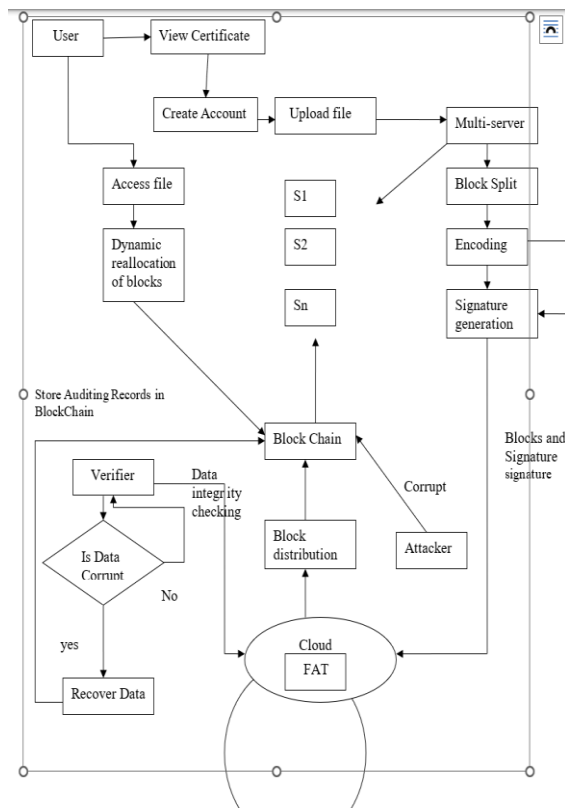 User
View Certificate
Create Account
Upload file
Multi-server
Access file
S1
Block Split
Dynamic
reallocation
of blocks
S2
Encoding
Sn
Signature
generation
Store Auditing Records in
BlockChain
Block Chain
Blocks and
Signature
signature
Verifier
Data
integrity
checking
Corrupt
Block
distribution
Attacker
Is Data
Corrupt
No
yes
Cloud
FAT
Recover Data